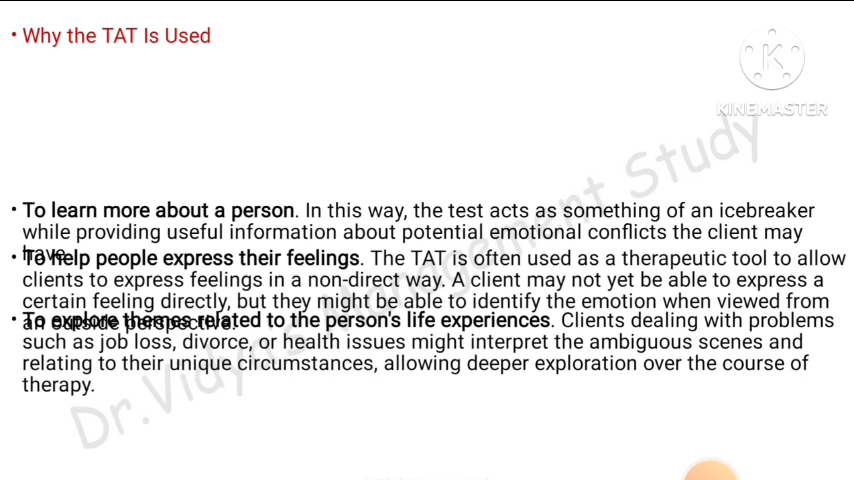 • Why the TAT Is Used
KINEMASTER
• To learn more about a person. In this way, the test acts as something of an icebreaker
while providing useful information about potential emotional conflicts the client may
have.
• To help people express their feelings. The TAT is often used as a therapeutic tool to allow
clients to express feelings in a non-direct way. A client may not yet be able to express a
certain feeling directly, but they might be able to identify the emotion when viewed from
an outside perspective.
• To explore themes related to the person's life experiences. Clients dealing with problems
such as job loss, divorce, or health issues might interpret the ambiguous scenes and
relating to their unique circumstances, allowing deeper exploration over the course of
therapy.
Dr.Vidya's Management Study